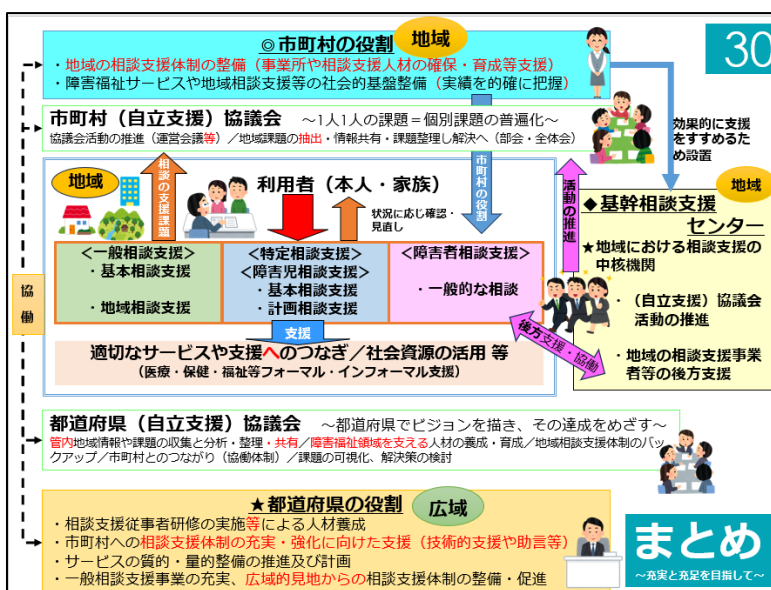 30
◎市町村の役割
地域
・地域の相談支援体制の整備（事業所や相談支援人材の確保・育成等支援）
・障害福祉サービスや地域相談支援等の社会的基盤整備（実績を的確に把握）
市町村（自立支援）協議会 ～1人1人の課題＝個別課題の普遍化～
協議会活動の推進（運営会議等）／地域課題の抽出・情報共有・課題整理し解決へ（部会・全体会）
効果的に支援
をすすめるた
め設置
地域
相談の支援課題
利用者（本人・家族）
状況に応じ確認・
見直し
市町村の役割
活動の推進
＜一般相談支援＞
・基本相談支援
・地域相談支援
＜特定相談支援＞
＜障害児相談支援＞
・基本相談支援
・計画相談支援
＜障害者相談支援＞
・一般的な相談
支援
適切なサービスや支援へのつなぎ／社会資源の活用 等
（医療・保健・福祉等フォーマル・インフォーマル支援）
地域
◆基幹相談支援
センター
★地域における相談支援の
中核機関
・（自立支援）協議会
活動の推進
・地域の相談支援事業
者等の後方支援
後方支援・協働
協働
都道府県（自立支援）協議会 ～都道府県でビジョンを描き、その達成をめざす～
管内地域情報や課題の収集と分析・整理・共有／障害福祉領域を支える人材の養成・育成／地域相談支援体制のバッ
クアップ／市町村とのつながり（協働体制）／課題の可視化、解決策の検討
★都道府県の役割
広域
・相談支援従事者研修の実施等による人材養成
・市町村への相談支援体制の充実・強化に向けた支援（技術的支援や助言等）
・サービスの質的・量的整備の推進及び計画
・一般相談支援事業の充実、広域的見地からの相談支援体制の整備・促進
まとめ
～充実と充足を目指して～